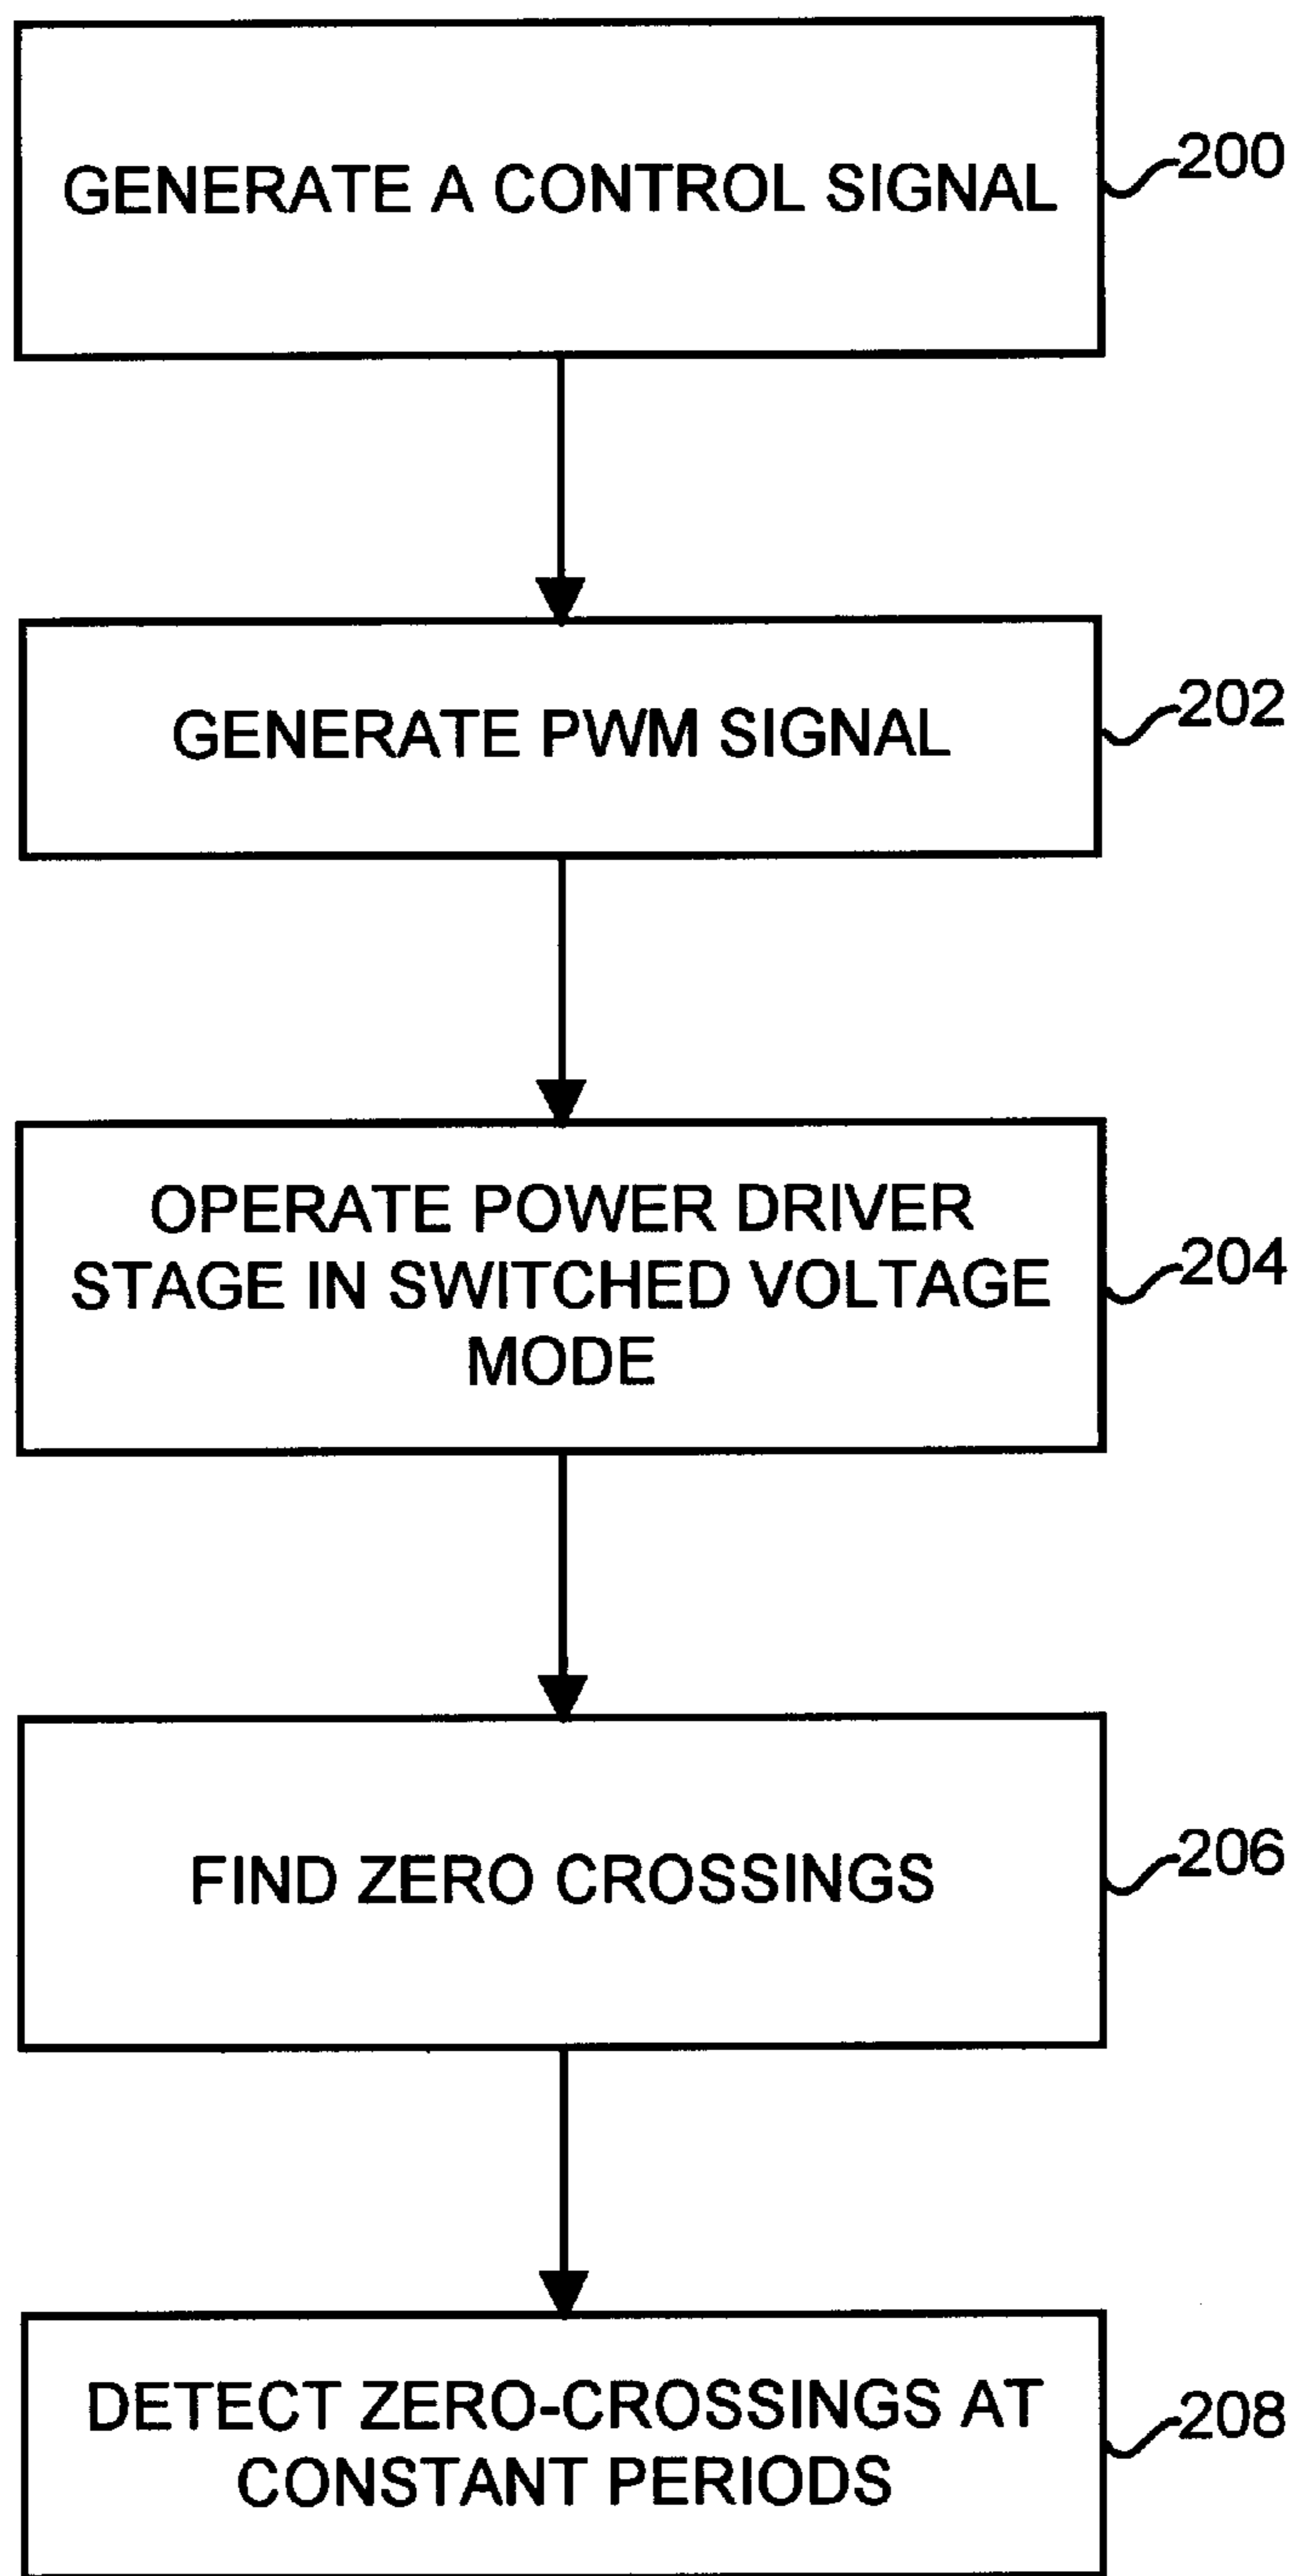 GENERATE A CONTROL SIGNAL
200
GENERATE PWM SIGNAL
202
OPERATE POWER DRIVER
STAGE IN SWITCHED VOLTAGE
MODE
204
FIND ZERO CROSSINGS
206
DETECT ZERO-CROSSINGS AT
CONSTANT PERIODS
208